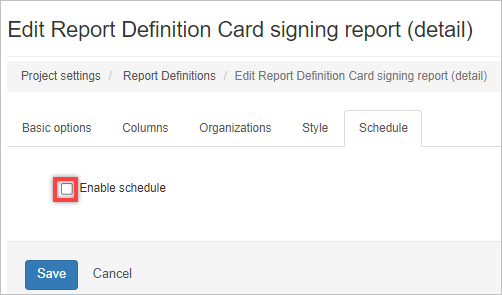 Edit Report Definition Card signing report (detail)
Project settings / Report Definitions / Edit Report Definition Card signing report (detail)
Basic options Columns Organizations Style Schedule
Enable schedule
Save Cancel